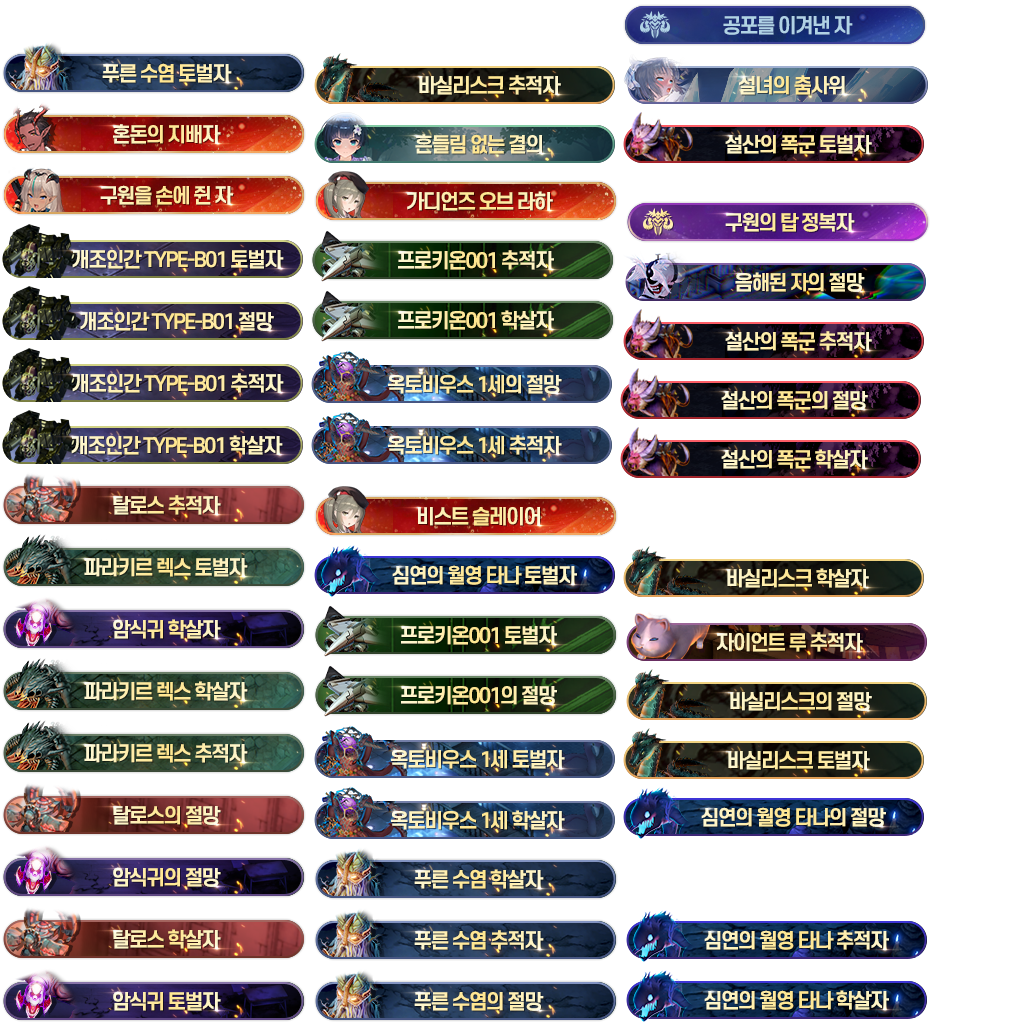 푸른 수염 토벌자
혼돈의 지배자
구원을 손에 쥔 자
개조인간 TYPE-B01 토벌자
개조인간 TYPE-B01 절망
개조인간 TYPE-B01 추적자
개조인간 TYPE-B01 학살자
탈로스 추적자
파라키르 렉스 토벌자
암식귀 학살자
파라키르 렉스 학살자
파라키르 렉스 추적자
탈로스의 절망
암식귀의 절망
탈로스 학살자
암식귀 토벌자
바실리스크 추적자
흔들림 없는 결의
가디언즈 오브 라하
프로키온001 추적자
프로키온001 학살자
옥토비우스 1세의 절망
옥토비우스 1세 추적자
비스트 슬레이어
심연의 월영 타나 토벌자
프로키온001 토벌자
프로키온001의 절망
옥토비우스 1세 토벌자
옥토비우스 1세 학살자
푸른 수염 학살자
푸른 수염 추적자
푸른 수염의 절망
공포를 이겨낸 자
설녀의 춤사위
설산의 폭군 토벌자
구원의 탑 정복자
음해된 자의 절망
설산의 폭군 추적자
설산의 폭군의 절망
설산의 폭군 학살자
바실리스크 학살자
자이언트 루 추적자
바실리스크의 절망
바실리스크 토벌자
심연의 월영 타나의 절망
심연의 월영 타나 추적자
심연의 월영 타나 학살자